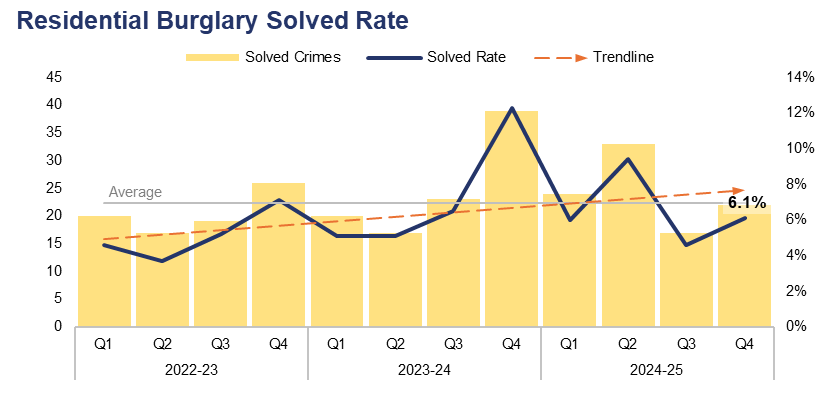 Residential Burglary Solved Rate
Solved Crimes Solved Rate Trendline
45 14%
40 12%
35 10%
30 8%
25 6%
20 4%
15 2%
10 0%
5
0
Average
6.1%
Q1 Q2 Q3 Q4 Q1 Q2 Q3 Q4 Q1 Q2 Q3 Q4
2022-23 2023-24 2024-25